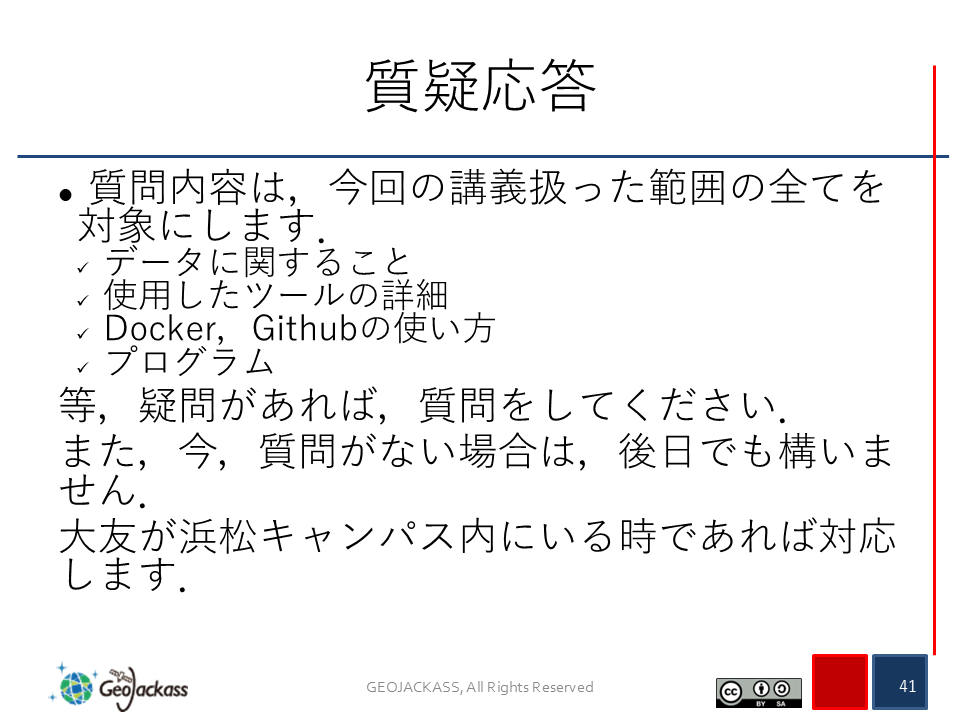 質疑応答
● 質問内容は，今回の講義扱った範囲の全てを
対象にします．
✓ データに関すること
✓ 使用したツールの詳細
✓ Docker，Githubの使い方
✓ プログラム
等，疑問があれば，質問をしてください．
また，今，質問がない場合は，後日でも構いま
せん．
大友が浜松キャンパス内にいる時であれば対応
します．
GeoJackass
GEOJACKASS, All Rights Reserved
cc BY SA
41